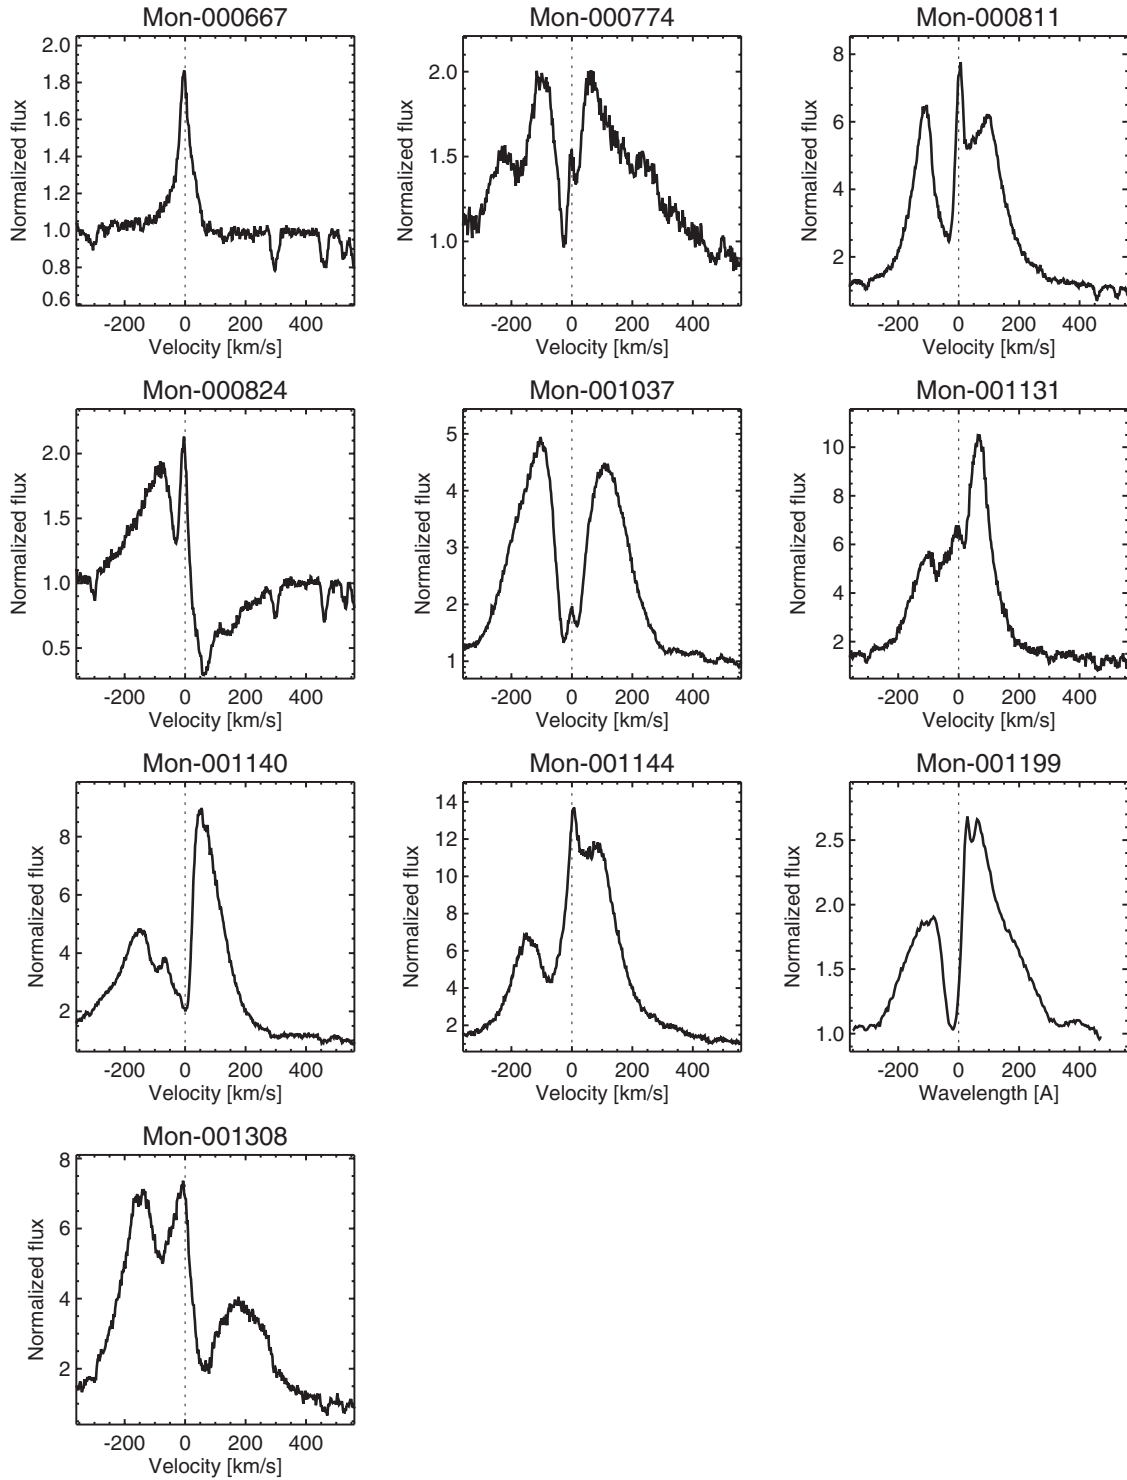 Mon-000667 Mon-000774 Mon-000811
2.0 1.8 1.6 1.4 1.2 1.0 0.8 0.6
Normalized flux
-200 0 200 400
Velocity [km/s]
2.0 1.5 1.0
Normalized flux
-200 0 200 400
Velocity [km/s]
8 6 4 2
Normalized flux
-200 0 200 400
Velocity [km/s]
Mon-000824 Mon-001037 Mon-001131
2.0 1.5 1.0 0.5
Normalized flux
-200 0 200 400
Velocity [km/s]
5 4 3 2 1
Normalized flux
-200 0 200 400
Velocity [km/s]
10 8 6 4 2
Normalized flux
-200 0 200 400
Velocity [km/s]
Mon-001140 Mon-001144 Mon-001199
8 6 4 2
Normalized flux
-200 0 200 400
Velocity [km/s]
14 12 10 8 6 4 2
Normalized flux
-200 0 200 400
Velocity [km/s]
2.5 2.0 1.5 1.0
Normalized flux
-200 0 200 400
Wavelength [A]
Mon-001308
8 6 4 2
Normalized flux
-200 0 200 400
Velocity [km/s]